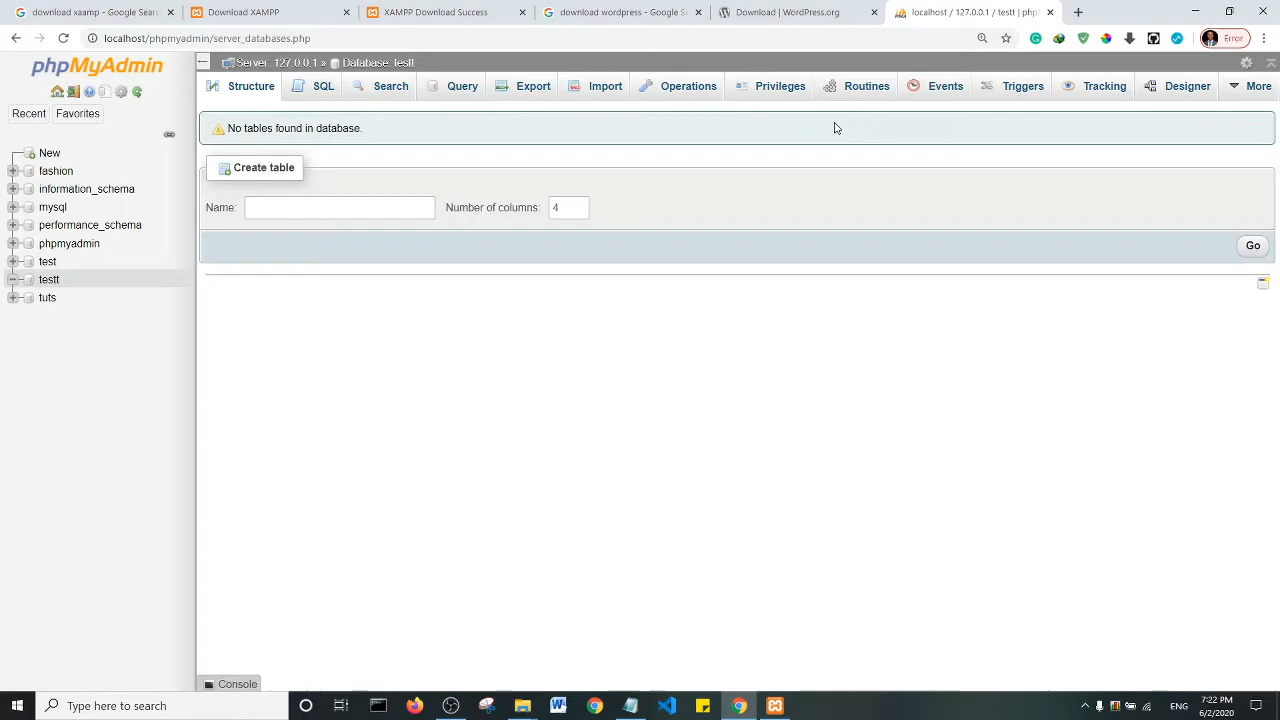 download xaamp - Google Searc
Download XAMPP
XAMPP Download Success
download wordpress - Google S
Download | WordPress.org
localhost / 127.0.0.1 / testt | php
localhost/phpmyadmin/server_databases.php
Error
phpMyAdmin
Recent
Favorites
New
fashion
information_schema
mysql
performance_schema
phpmyadmin
test
testt
tuts
Server: 127.0.0.1 » Database: testt
Structure
SQL
Search
Query
Export
Import
Operations
Privileges
Routines
Events
Triggers
Tracking
Designer
More
No tables found in database.
Create table
Name:
Number of columns: 4
Go
Console
Type here to search
ENG
7:22 PM
6/2/2020